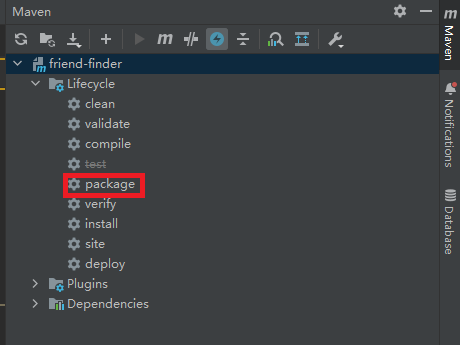 Maven
friend-finder
Lifecycle
clean
validate
compile
test
package
verify
install
site
deploy
Plugins
Dependencies
Maven
Notifications
Database